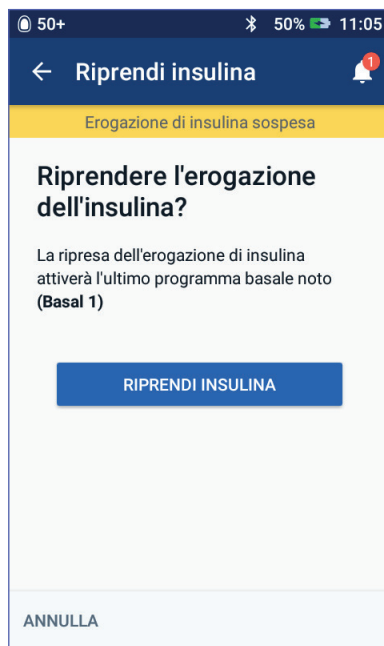 50+ 50% 11:05
Riprendi insulina 1
Erogazione di insulina sospesa
Riprendere l'erogazione
dell'insulina?
La ripresa dell'erogazione di insulina
attiverà l'ultimo programma basale noto
(Basal 1)
RIPRENDI INSULINA
ANNULLA